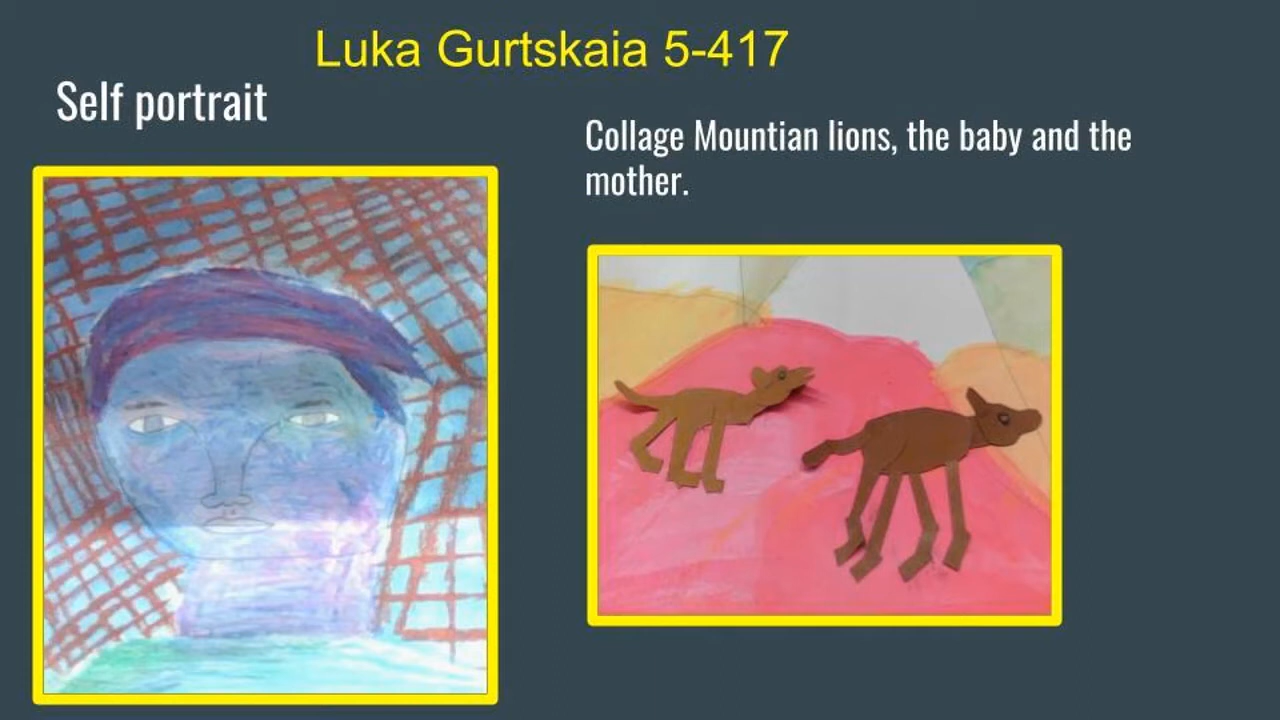 Luka Gurtskaia 5-417
Self portrait
Collage Mountian lions, the baby and the
mother.